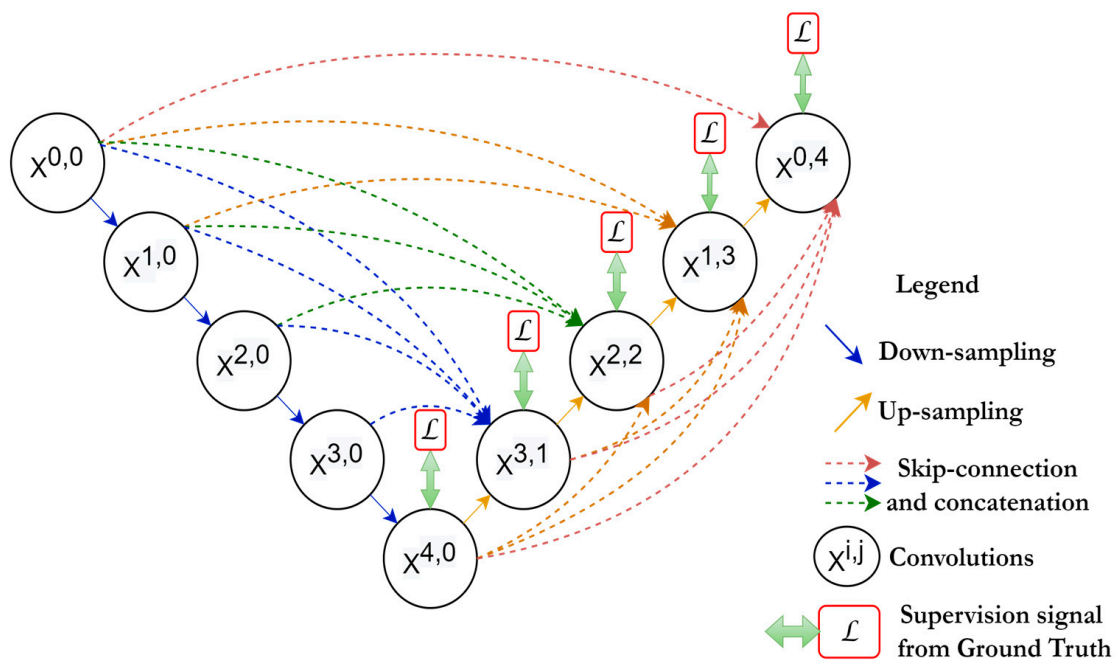 ℒ
X0,0
ℒ
X0,4
ℒ
X1,0
X1,3
ℒ
Legend
X2,0
X2,2
Down-sampling
ℒ
Up-sampling
X3,0
X3,1
Skip-connection
and concatenation
X4,0
Xi,j Convolutions
ℒ
Supervision signal
from Ground Truth